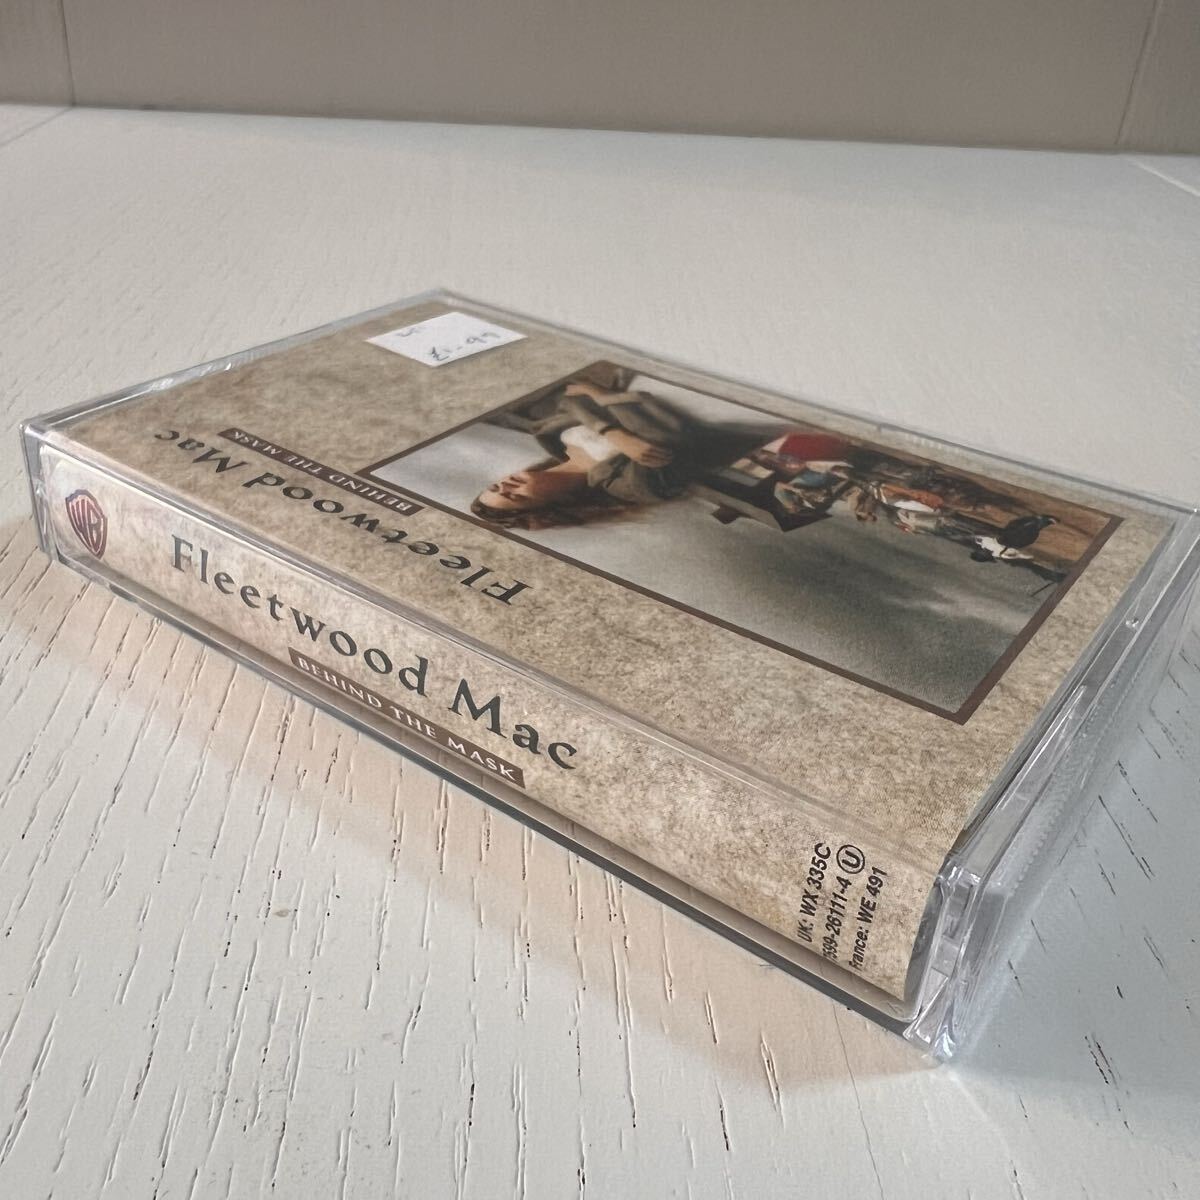 £1-99
Fleetwood Mac
BEHIND THE MASK
WB
Fleetwood Mac
BEHIND THE MASK
UK: WX 335C
7599-26111-4 U
France: WE 491